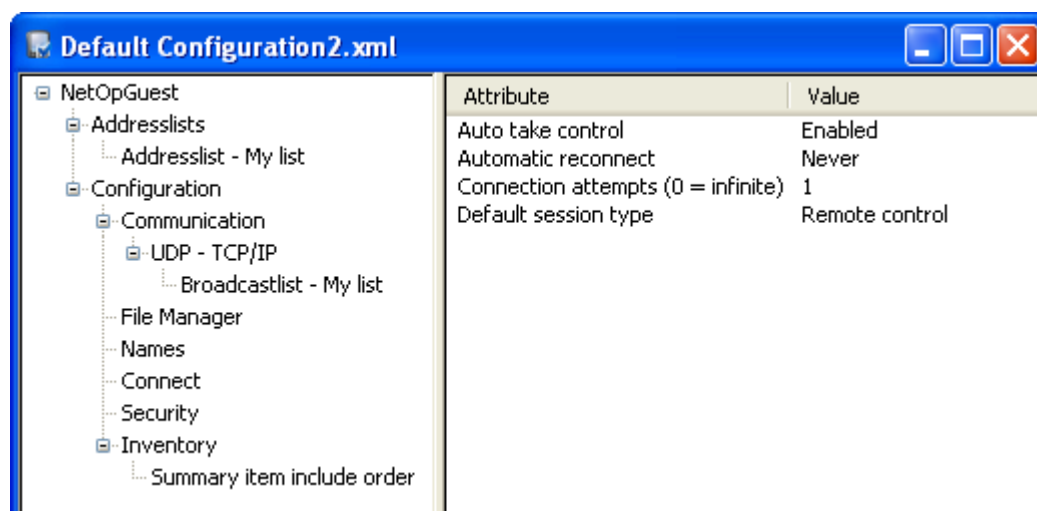 Default Configuration2.xml
NetOpGuest
Addresslists
Addresslist - My list
Configuration
Communication
UDP - TCP/IP
Broadcastlist - My list
File Manager
Names
Connect
Security
Inventory
Summary item include order
Attribute Value
Auto take control Enabled
Automatic reconnect Never
Connection attempts (0 = infinite) 1
Default session type Remote control